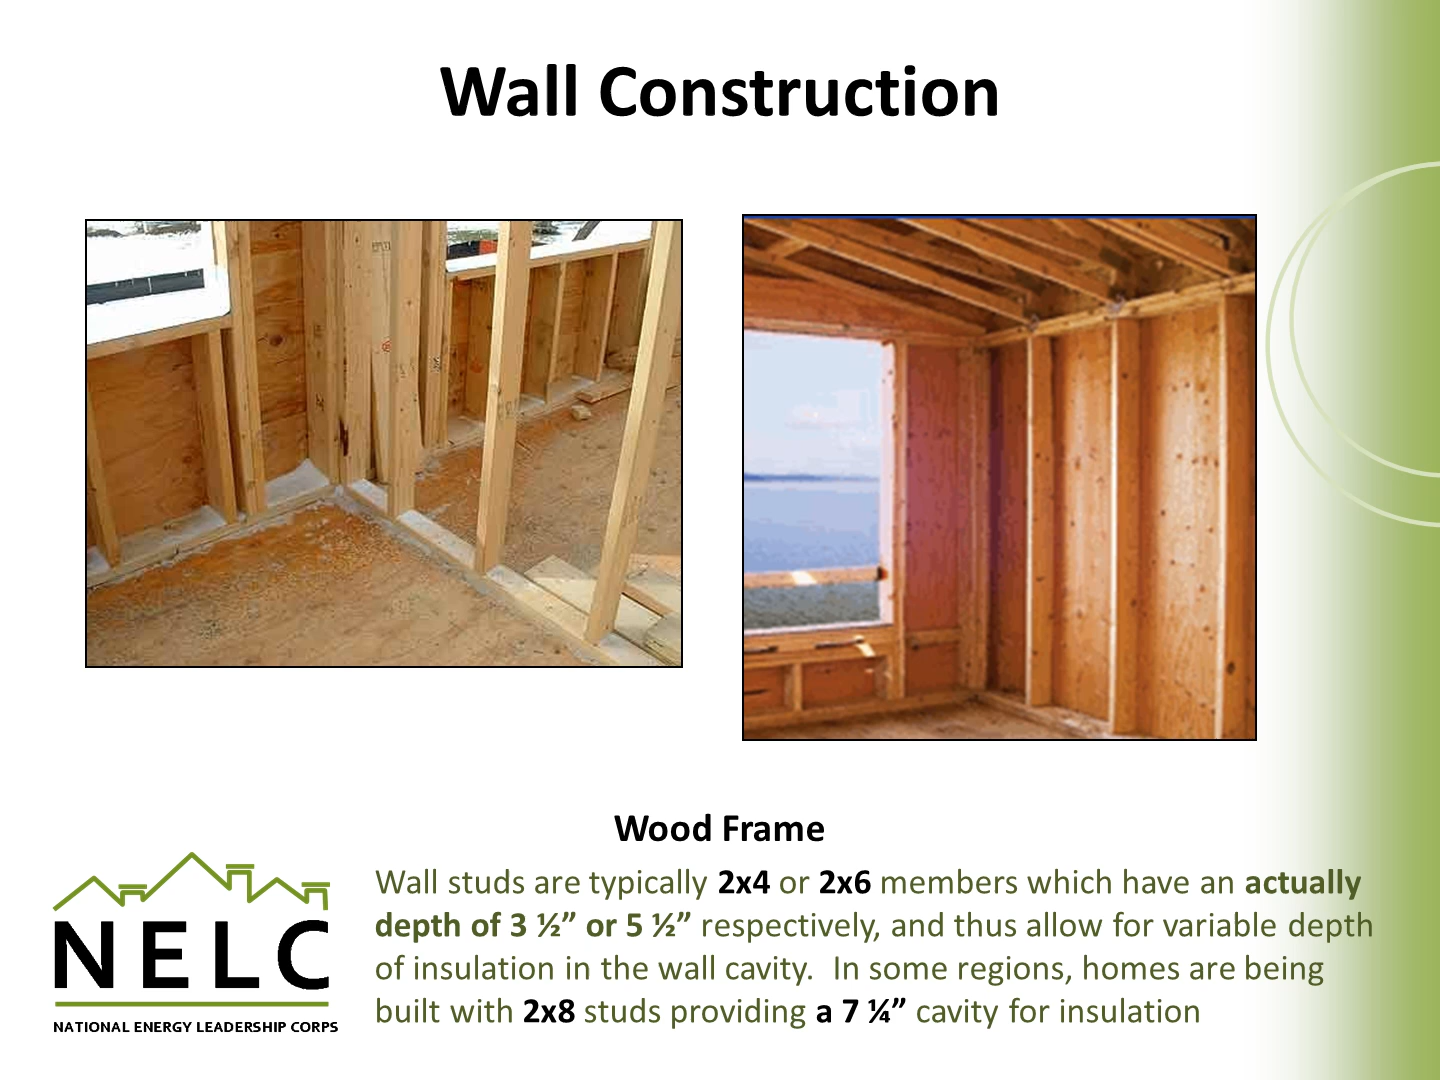 Wall Construction
Wood Frame
Wall studs are typically 2x4 or 2x6 members which have an actually
depth of 3 ½” or 5 ½” respectively, and thus allow for variable depth
of insulation in the wall cavity.  In some regions, homes are being
built with 2x8 studs providing a 7 ¼” cavity for insulation
NELC
NATIONAL ENERGY LEADERSHIP CORPS